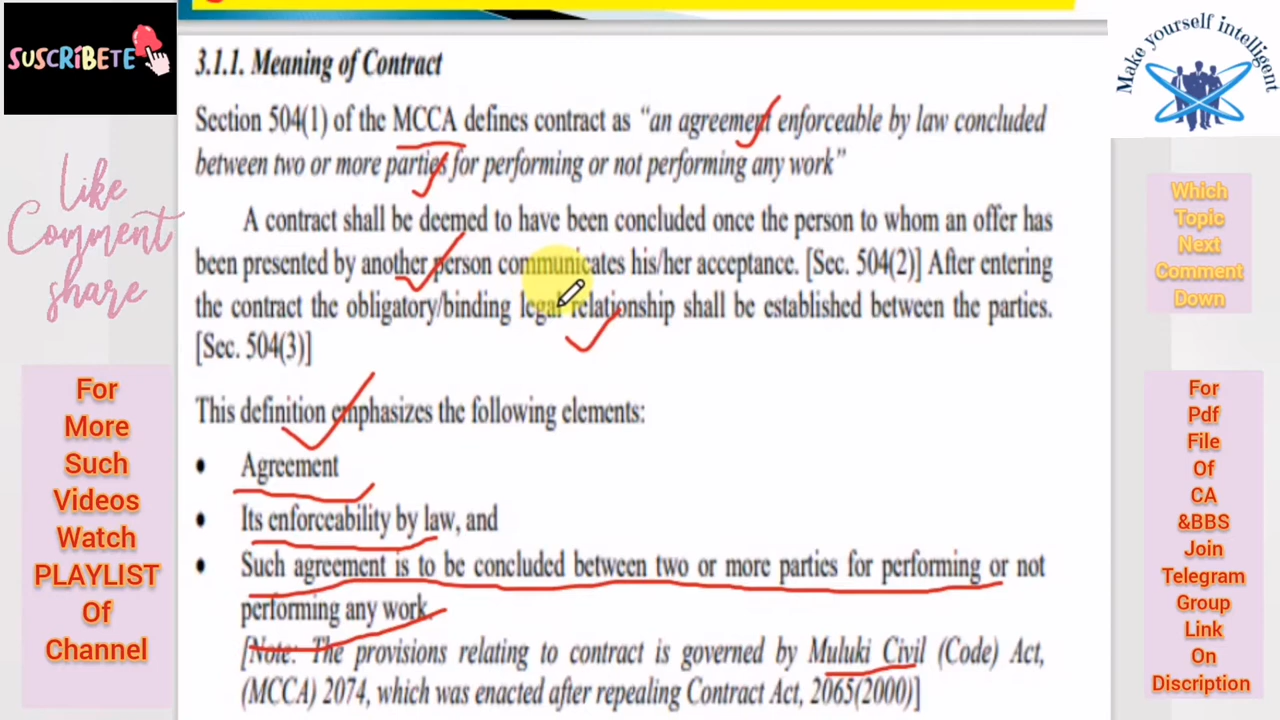 SUSCRÍBETE
like
Comment
share
For
More
Such
Videos
Watch
PLAYLIST
Of
Channel
3.1.1. Meaning of Contract
Section 504(1) of the MCCA defines contract as “an agreement enforceable by law concluded
between two or more parties for performing or not performing any work”
A contract shall be deemed to have been concluded once the person to whom an offer has
been presented by another person communicates his/her acceptance. [Sec. 504(2)] After entering
the contract the obligatory/binding legal relationship shall be established between the parties.
[Sec. 504(3)]
This definition emphasizes the following elements:
• Agreement
• Its enforceability by law, and
• Such agreement is to be concluded between two or more parties for performing or not
performing any work.
[Note: The provisions relating to contract is governed by Muluki Civil (Code) Act,
(MCCA) 2074, which was enacted after repealing Contract Act, 2065(2000)]
Make yourself intelligent
Which
Topic
Next
Comment
Down
For
Pdf
File
Of
CA
&BBS
Join
Telegram
Group
Link
On
Discription